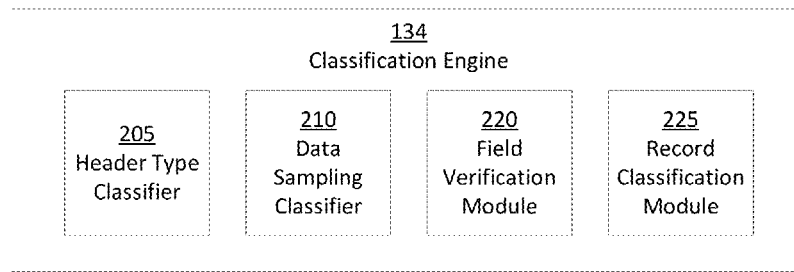 134
Classification Engine
205
Header Type
Classifier
210
Data
Sampling
Classifier
220
Field
Verification
Module
225
Record
Classification
Module